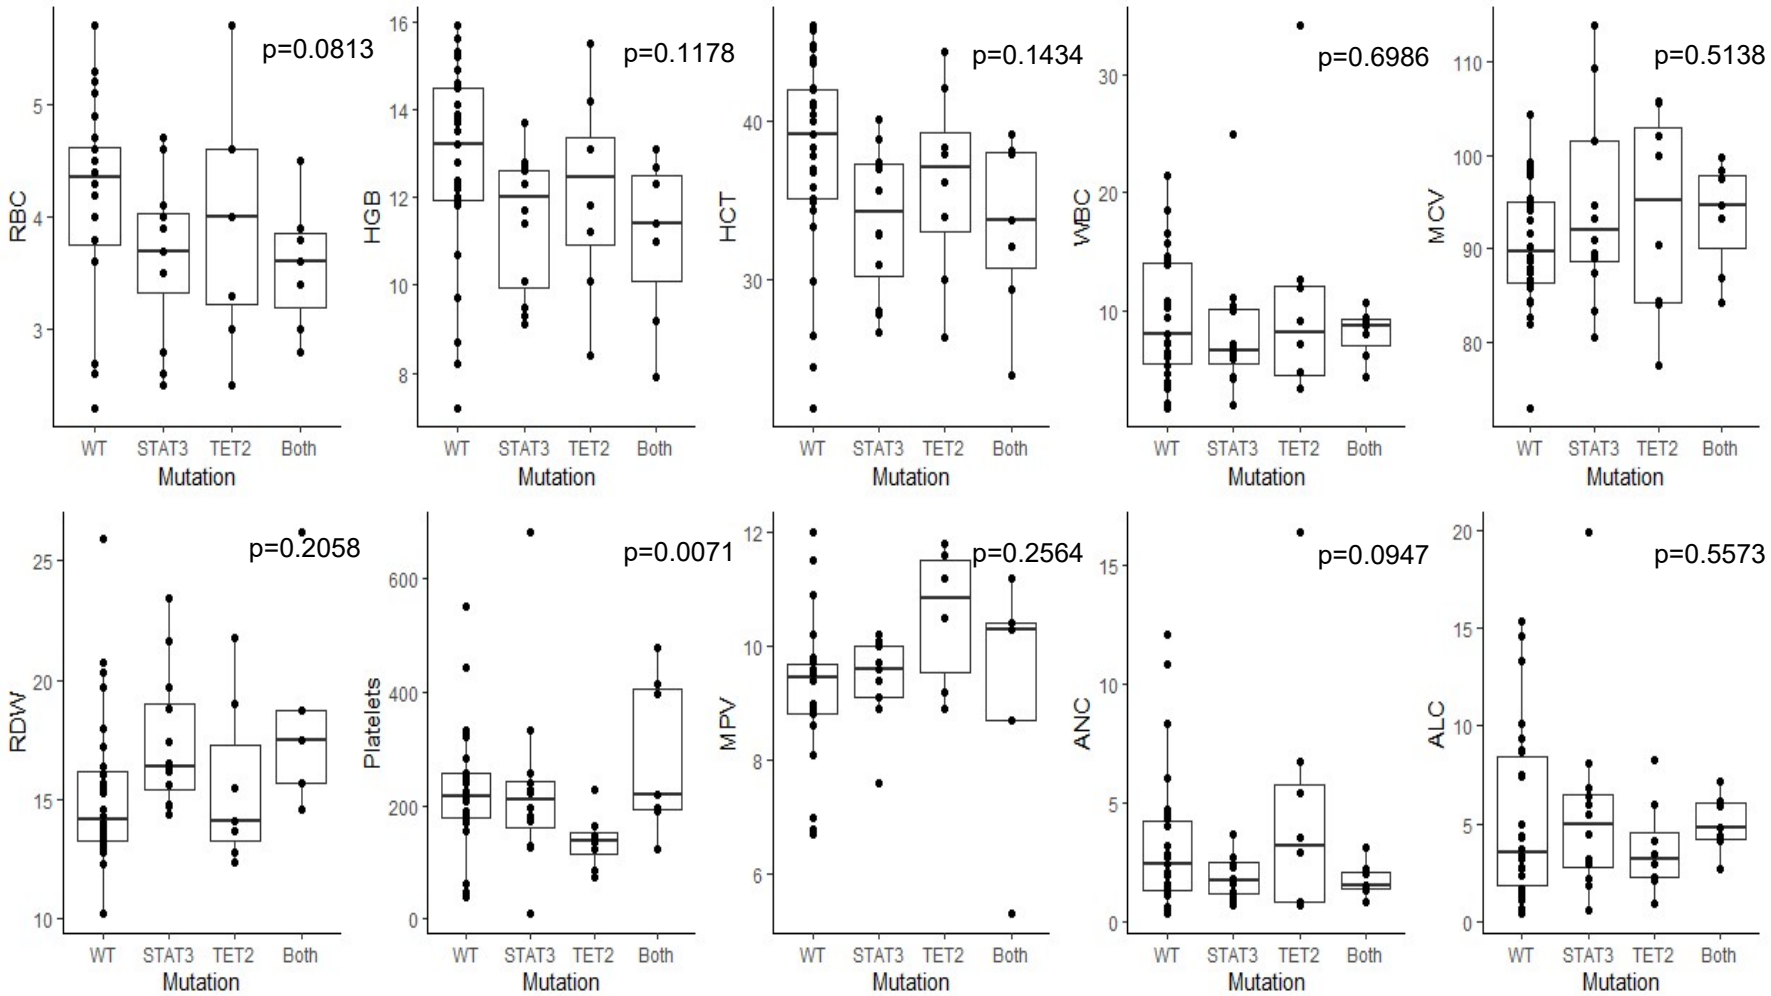 RBC
5
4
3
p=0.0813
WT STAT3 TET2 Both
Mutation
HGB
16
14
12
10
8
p=0.1178
WT STAT3 TET2 Both
Mutation
HCT
40
30
p=0.1434
WT STAT3 TET2 Both
Mutation
WBC
30
20
10
p=0.6986
WT STAT3 TET2 Both
Mutation
MCV
110
100
90
80
p=0.5138
WT STAT3 TET2 Both
Mutation
RDW
25
20
15
10
p=0.2058
WT STAT3 TET2 Both
Mutation
Platelets
600
400
200
0
p=0.0071
WT STAT3 TET2 Both
Mutation
MPV
12
10
8
6
p=0.2564
WT STAT3 TET2 Both
Mutation
ANC
15
10
5
0
p=0.0947
WT STAT3 TET2 Both
Mutation
ALC
20
15
10
5
0
p=0.5573
WT STAT3 TET2 Both
Mutation